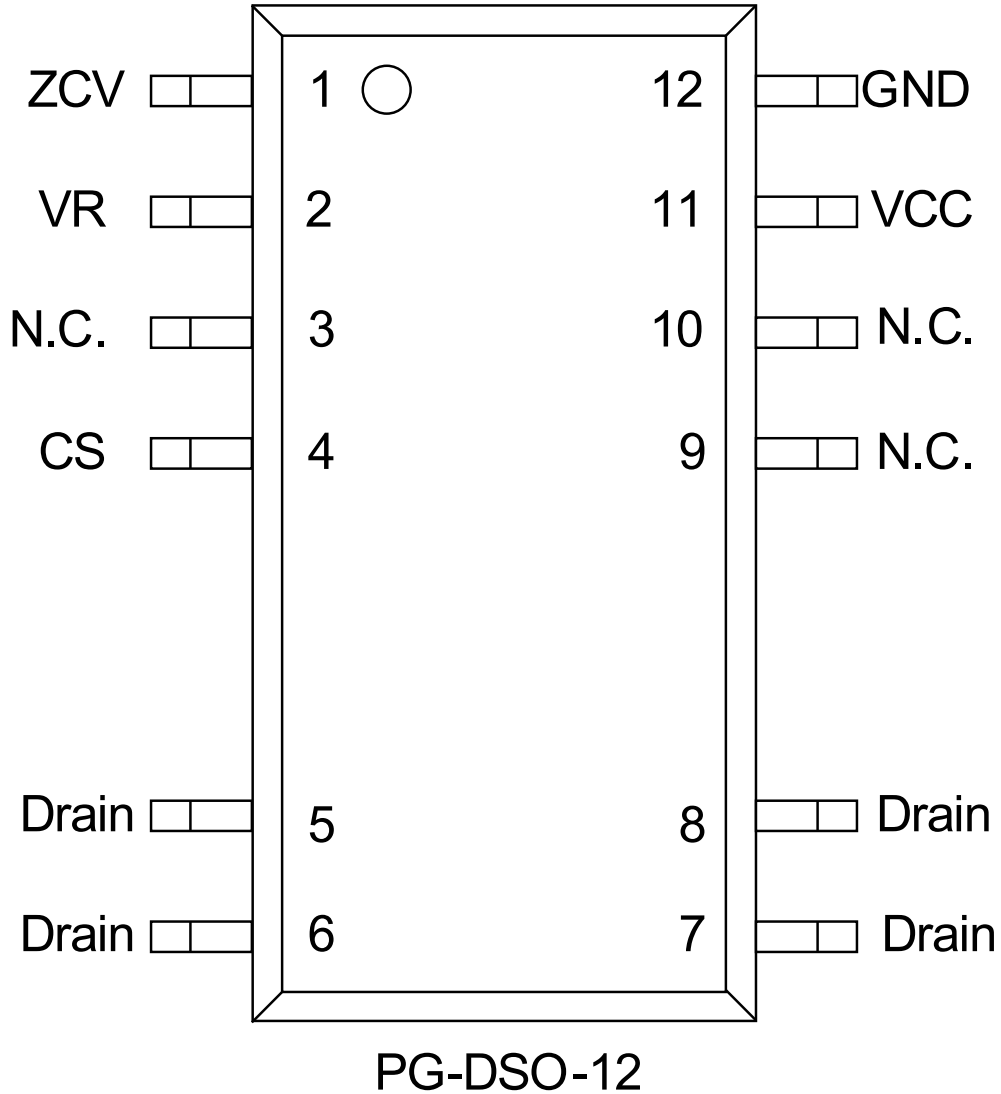 ZCV 1 12 GND
VR 2 11 VCC
N.C. 3 10 N.C.
CS 4 9 N.C.
Drain 5 8 Drain
Drain 6 7 Drain
PG-DSO-12